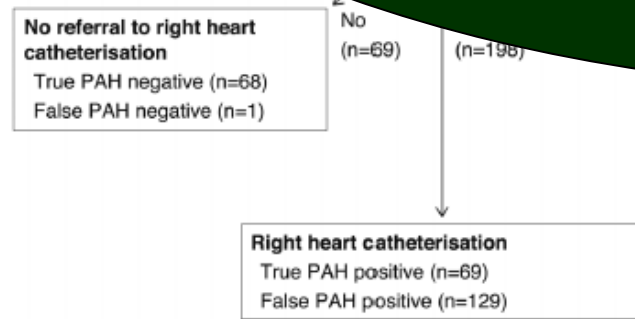 No referral to right heart
catheterisation
True PAH negative (n=68)
False PAH negative (n=1)
No
(n=69)
(n=198)
Right heart catheterisation
True PAH positive (n=69)
False PAH positive (n=129)